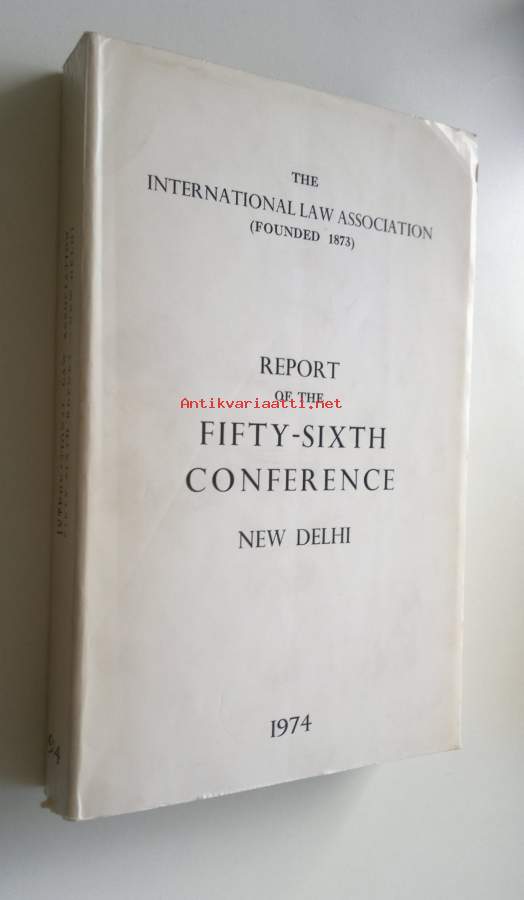 THE
INTERNATIONAL LAW ASSOCIATION
(FOUNDED 1873)
REPORT
OF THE
Antikvariaatti.net
FIFTY-SIXTH
CONFERENCE
NEW DELHI
1974